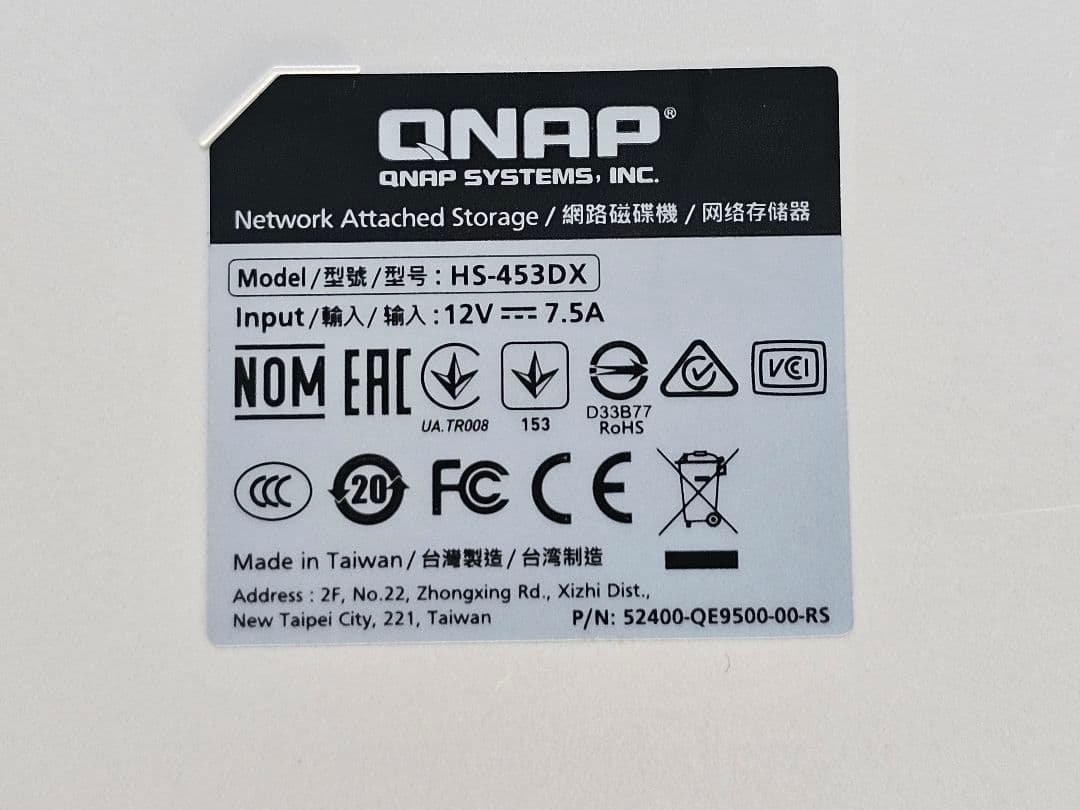 QNAP®
QNAP SYSTEMS, INC.
Network Attached Storage / 網路磁碟機 / 网络存储器
Model / 型號 / 型号 : HS-453DX
Input / 輸入 / 输入 : 12V ⎓ 7.5A
NOM EAC
VCI
UA.TR008 153 D33B77
RoHS
CCC 20 FC CE
Made in Taiwan / 台灣製造 / 台湾制造
Address : 2F, No.22, Zhongxing Rd., Xizhi Dist.,
New Taipei City, 221, Taiwan P/N: 52400-QE9500-00-RS